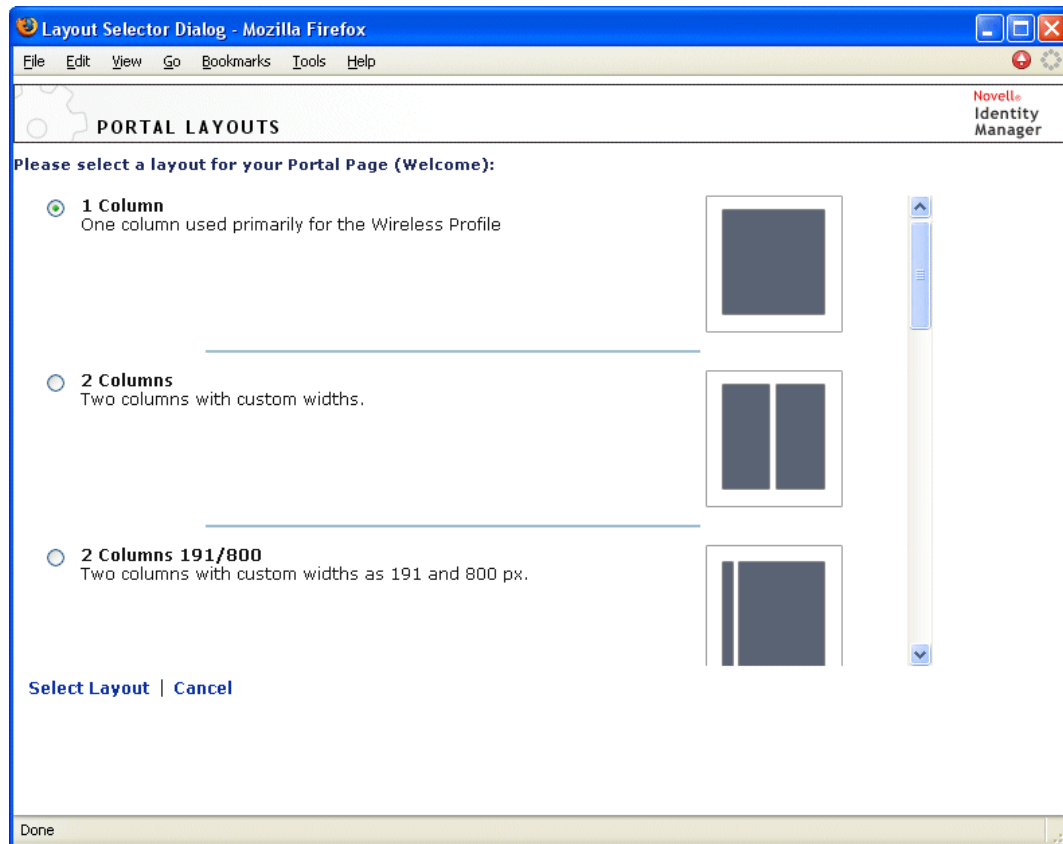 Layout Selector Dialog - Mozilla Firefox
File Edit View Go Bookmarks Tools Help
PORTAL LAYOUTS
Novell®
Identity
Manager
Please select a layout for your Portal Page (Welcome):
1 Column
One column used primarily for the Wireless Profile
2 Columns
Two columns with custom widths.
2 Columns 191/800
Two columns with custom widths as 191 and 800 px.
Select Layout | Cancel
Done